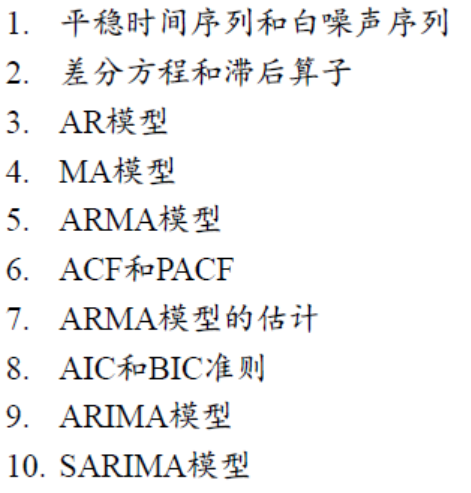 1. 平稳时间序列和白噪声序列
2. 差分方程和滞后算子
3. AR模型
4. MA模型
5. ARMA模型
6. ACF和PACF
7. ARMA模型的估计
8. AIC和BIC准则
9. ARIMA模型
10. SARIMA模型